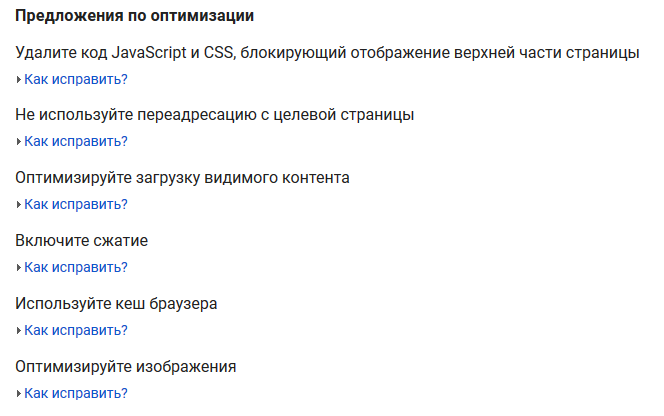 Предложения по оптимизации
Удалите код JavaScript и CSS, блокирующий отображение верхней части страницы
Как исправить?
Не используйте переадресацию с целевой страницы
Как исправить?
Оптимизируйте загрузку видимого контента
Как исправить?
Включите сжатие
Как исправить?
Используйте кеш браузера
Как исправить?
Оптимизируйте изображения
Как исправить?